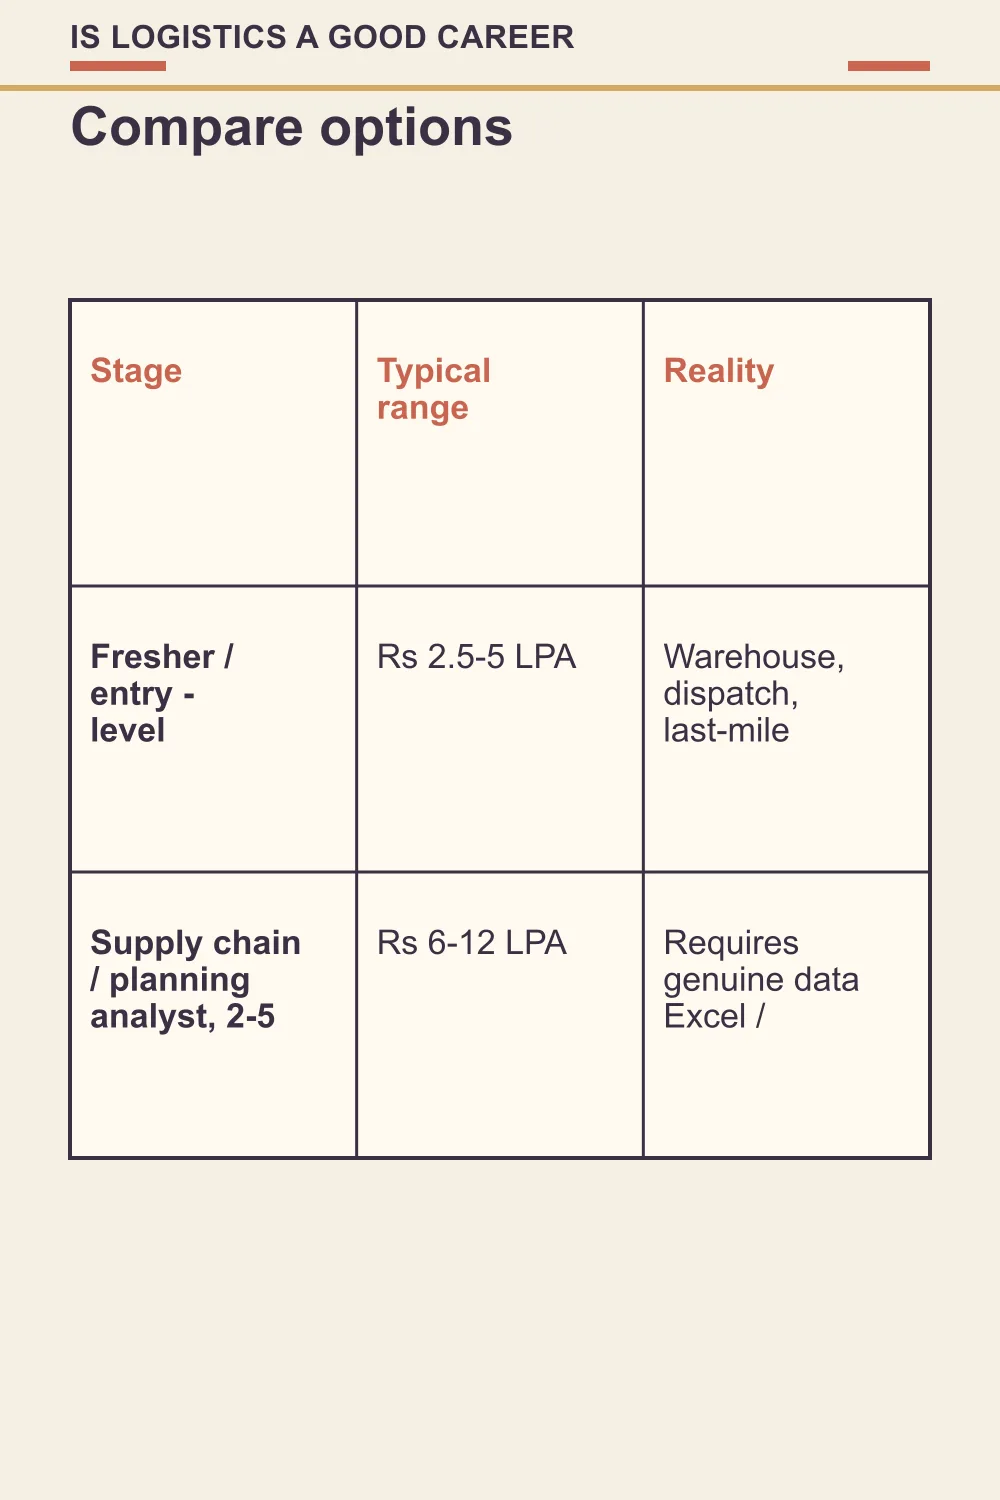 IS LOGISTICS A GOOD CAREER
Compare options
Stage
Typical
range
Reality
Fresher /
entry -
level
Rs 2.5-5 LPA
Warehouse,
dispatch,
last-mile
Supply chain
/ planning
analyst, 2-5
Rs 6-12 LPA
Requires
genuine data
Excel /